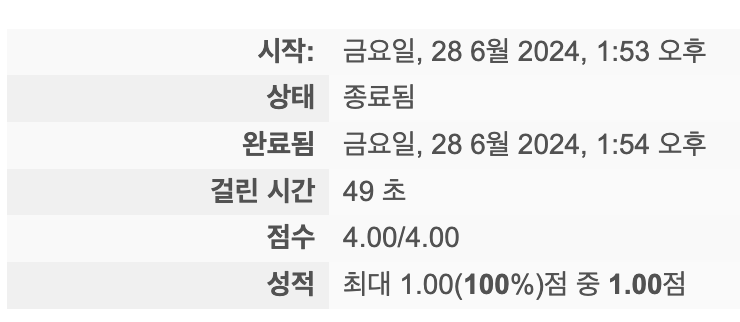 시작: 금요일, 28 6월 2024, 1:53 오후
상태 종료됨
완료됨 금요일, 28 6월 2024, 1:54 오후
걸린 시간 49 초
점수 4.00/4.00
성적 최대 1.00(100%)점 중 1.00점